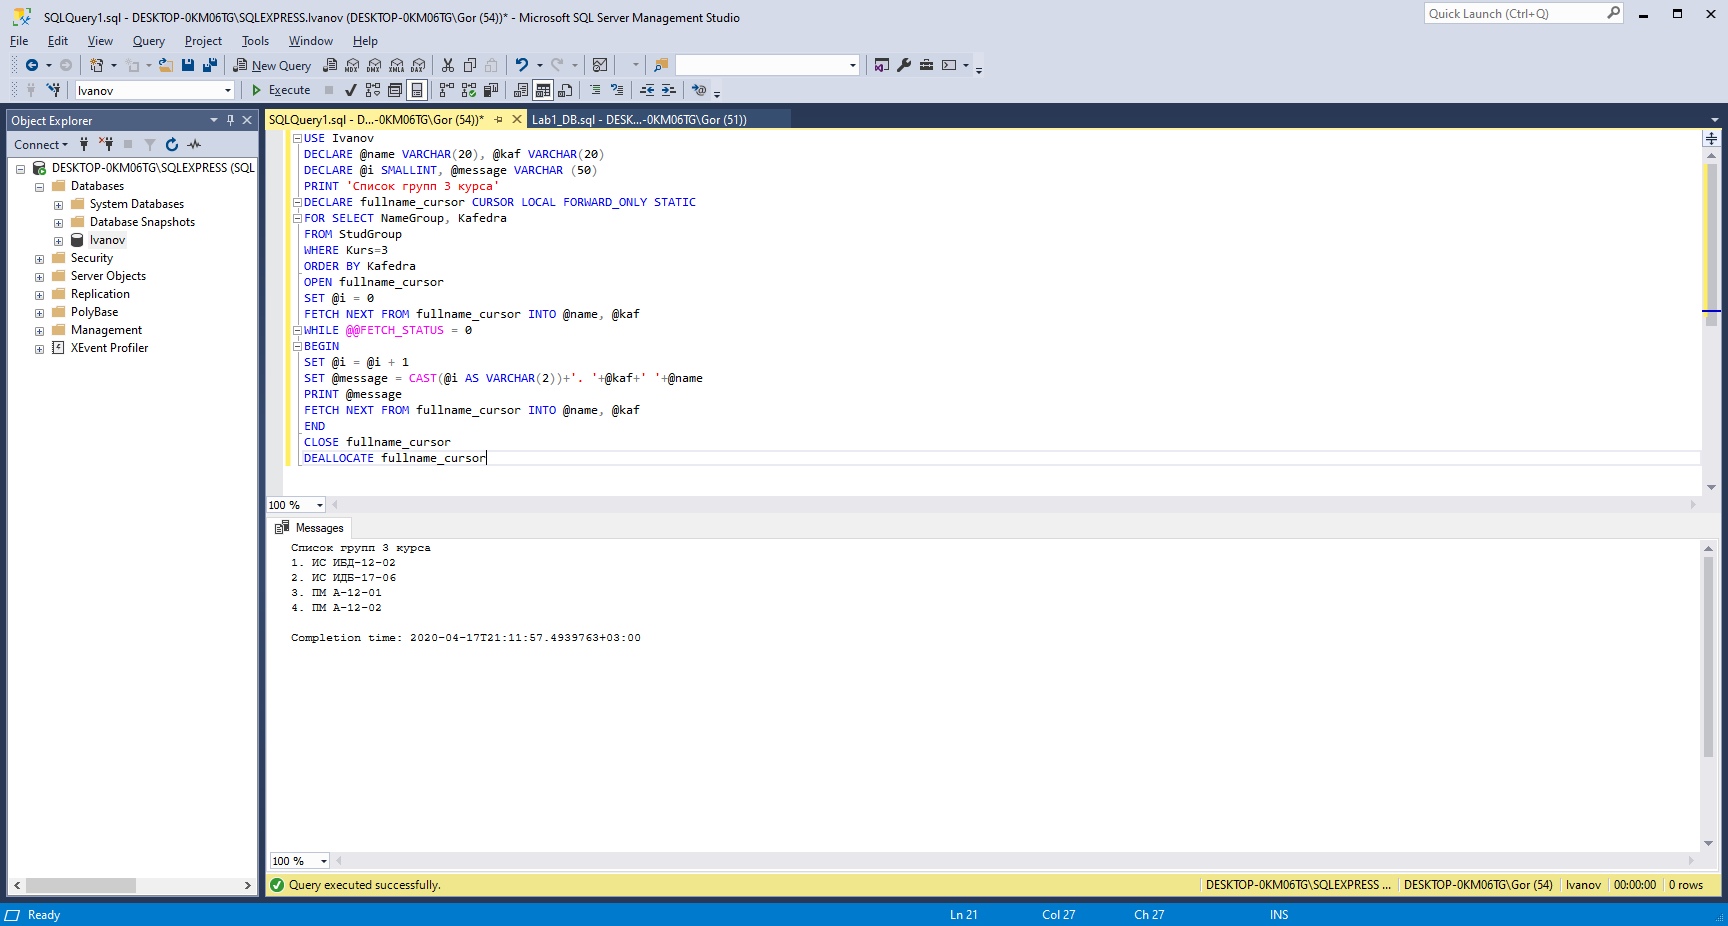 SQLQuery1.sql - DESKTOP-0KM06TG\SQLEXPRESS.Ivanov (DESKTOP-0KM06TG\Gor (54))* - Microsoft SQL Server Management Studio
Quick Launch (Ctrl+Q)
File Edit View Query Project Tools Window Help
New Query MDX DMX XMLA DAX
Ivanov Execute
Object Explorer
Connect
DESKTOP-0KM06TG\SQLEXPRESS (SQL
Databases
System Databases
Database Snapshots
Ivanov
Security
Server Objects
Replication
PolyBase
Management
XEvent Profiler
SQLQuery1.sql - D...-0KM06TG\Gor (54))* Lab1_DB.sql - DESK...-0KM06TG\Gor (51))
USE Ivanov
DECLARE @name VARCHAR(20), @kaf VARCHAR(20)
DECLARE @i SMALLINT, @message VARCHAR (50)
PRINT 'Список групп 3 курса'
DECLARE fullname_cursor CURSOR LOCAL FORWARD_ONLY STATIC
FOR SELECT NameGroup, Kafedra
FROM StudGroup
WHERE Kurs=3
ORDER BY Kafedra
OPEN fullname_cursor
SET @i = 0
FETCH NEXT FROM fullname_cursor INTO @name, @kaf
WHILE @@FETCH_STATUS = 0
BEGIN
SET @i = @i + 1
SET @message = CAST(@i AS VARCHAR(2))+'. '+@kaf+' '+@name
PRINT @message
FETCH NEXT FROM fullname_cursor INTO @name, @kaf
END
CLOSE fullname_cursor
DEALLOCATE fullname_cursor
100 %
Messages
Список групп 3 курса
1. ИС ИБД-12-02
2. ИС ИДБ-17-06
3. ПМ А-12-01
4. ПМ А-12-02
Completion time: 2020-04-17T21:11:57.4939763+03:00
100 %
Query executed successfully. DESKTOP-0KM06TG\SQLEXPRESS ... DESKTOP-0KM06TG\Gor (54) Ivanov 00:00:00 0 rows
Ready Ln 21 Col 27 Ch 27 INS